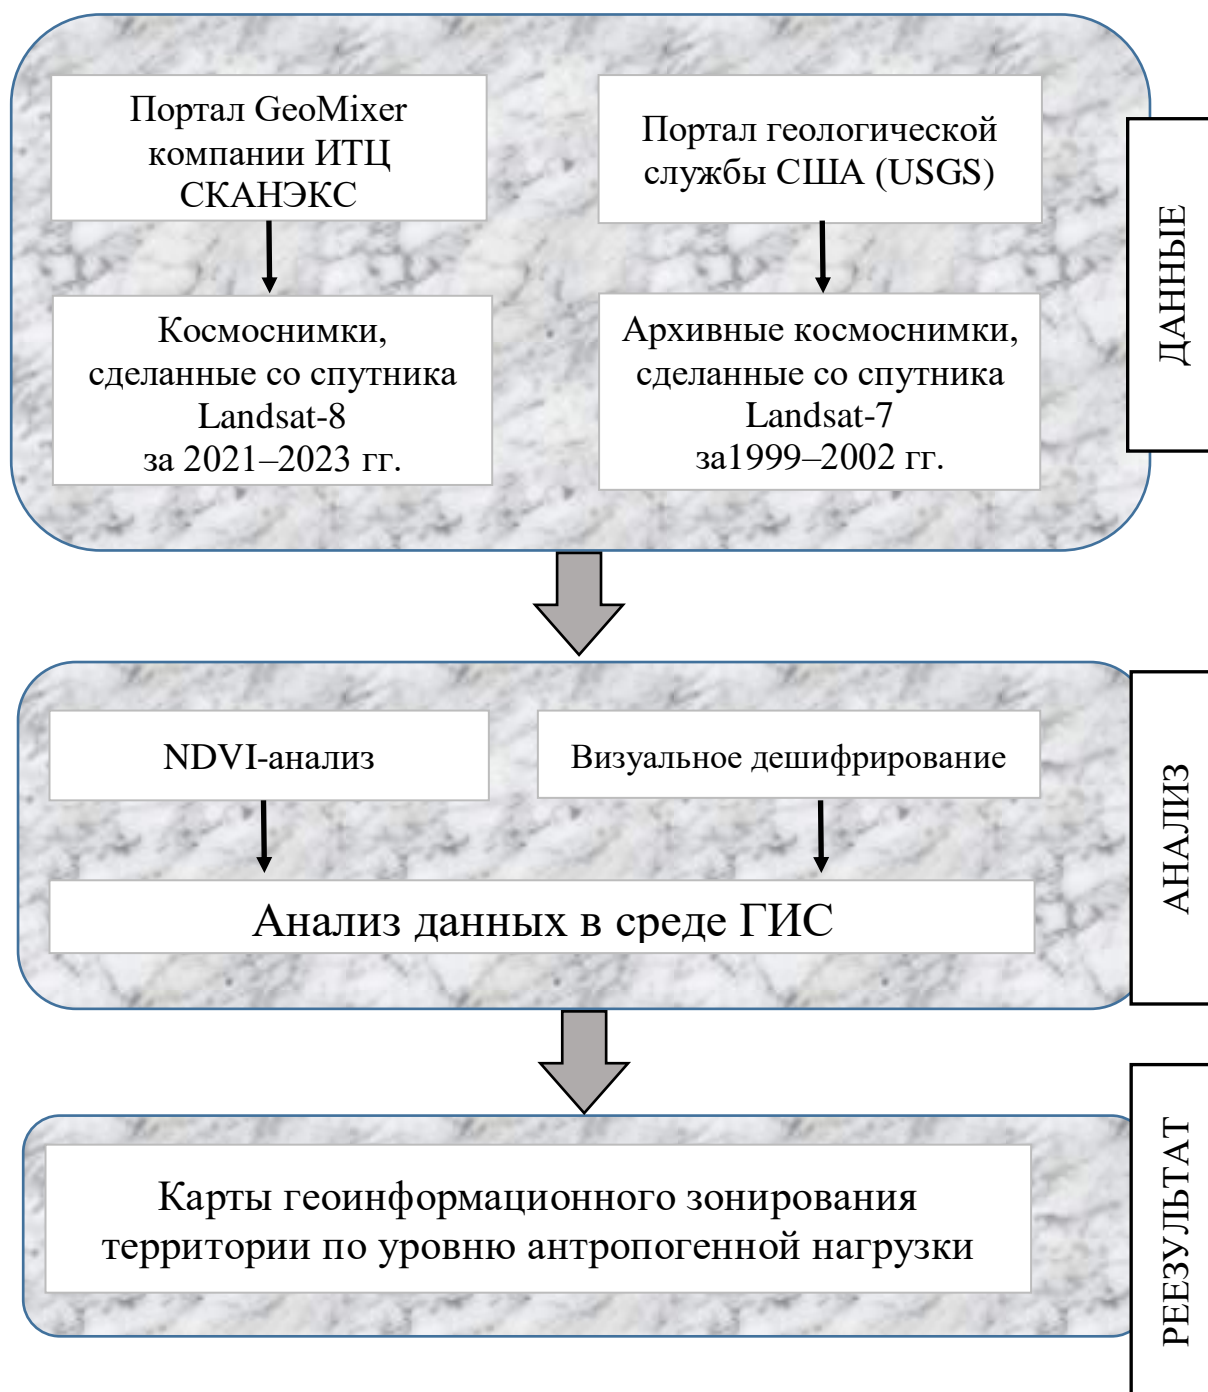 Портал GeoMixer
компании ИТЦ
СКАНЭКС
Портал геологической
службы США (USGS)
Космоснимки,
сделанные со спутника
Landsat-8
за 2021–2023 гг.
Архивные космоснимки,
сделанные со спутника
Landsat-7
за1999–2002 гг.
ДАННЫЕ
NDVI-анализ
Визуальное дешифрирование
Анализ данных в среде ГИС
АНАЛИЗ
Карты геоинформационного зонирования
территории по уровню антропогенной нагрузки
РЕЕЗУЛЬТАТ